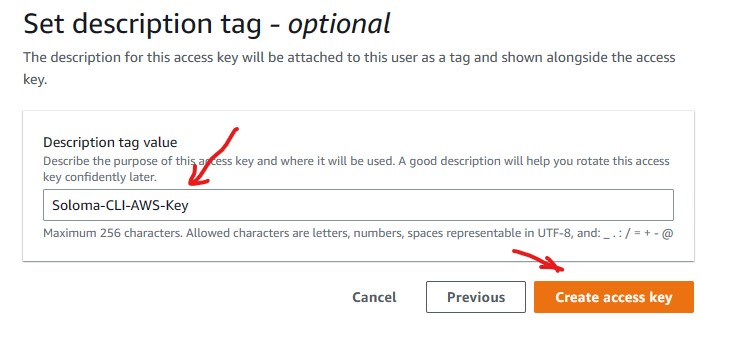 Set description tag - optional
The description for this access key will be attached to this user as a tag and shown alongside the access
key.
Description tag value
Describe the purpose of this access key and where it will be used. A good description will help you rotate this access
key confidently later.
Soloma-CLI-AWS-Key
Maximum 256 characters. Allowed characters are letters, numbers, spaces representable in UTF-8, and: _ . : / = + - @
Cancel
Previous
Create access key